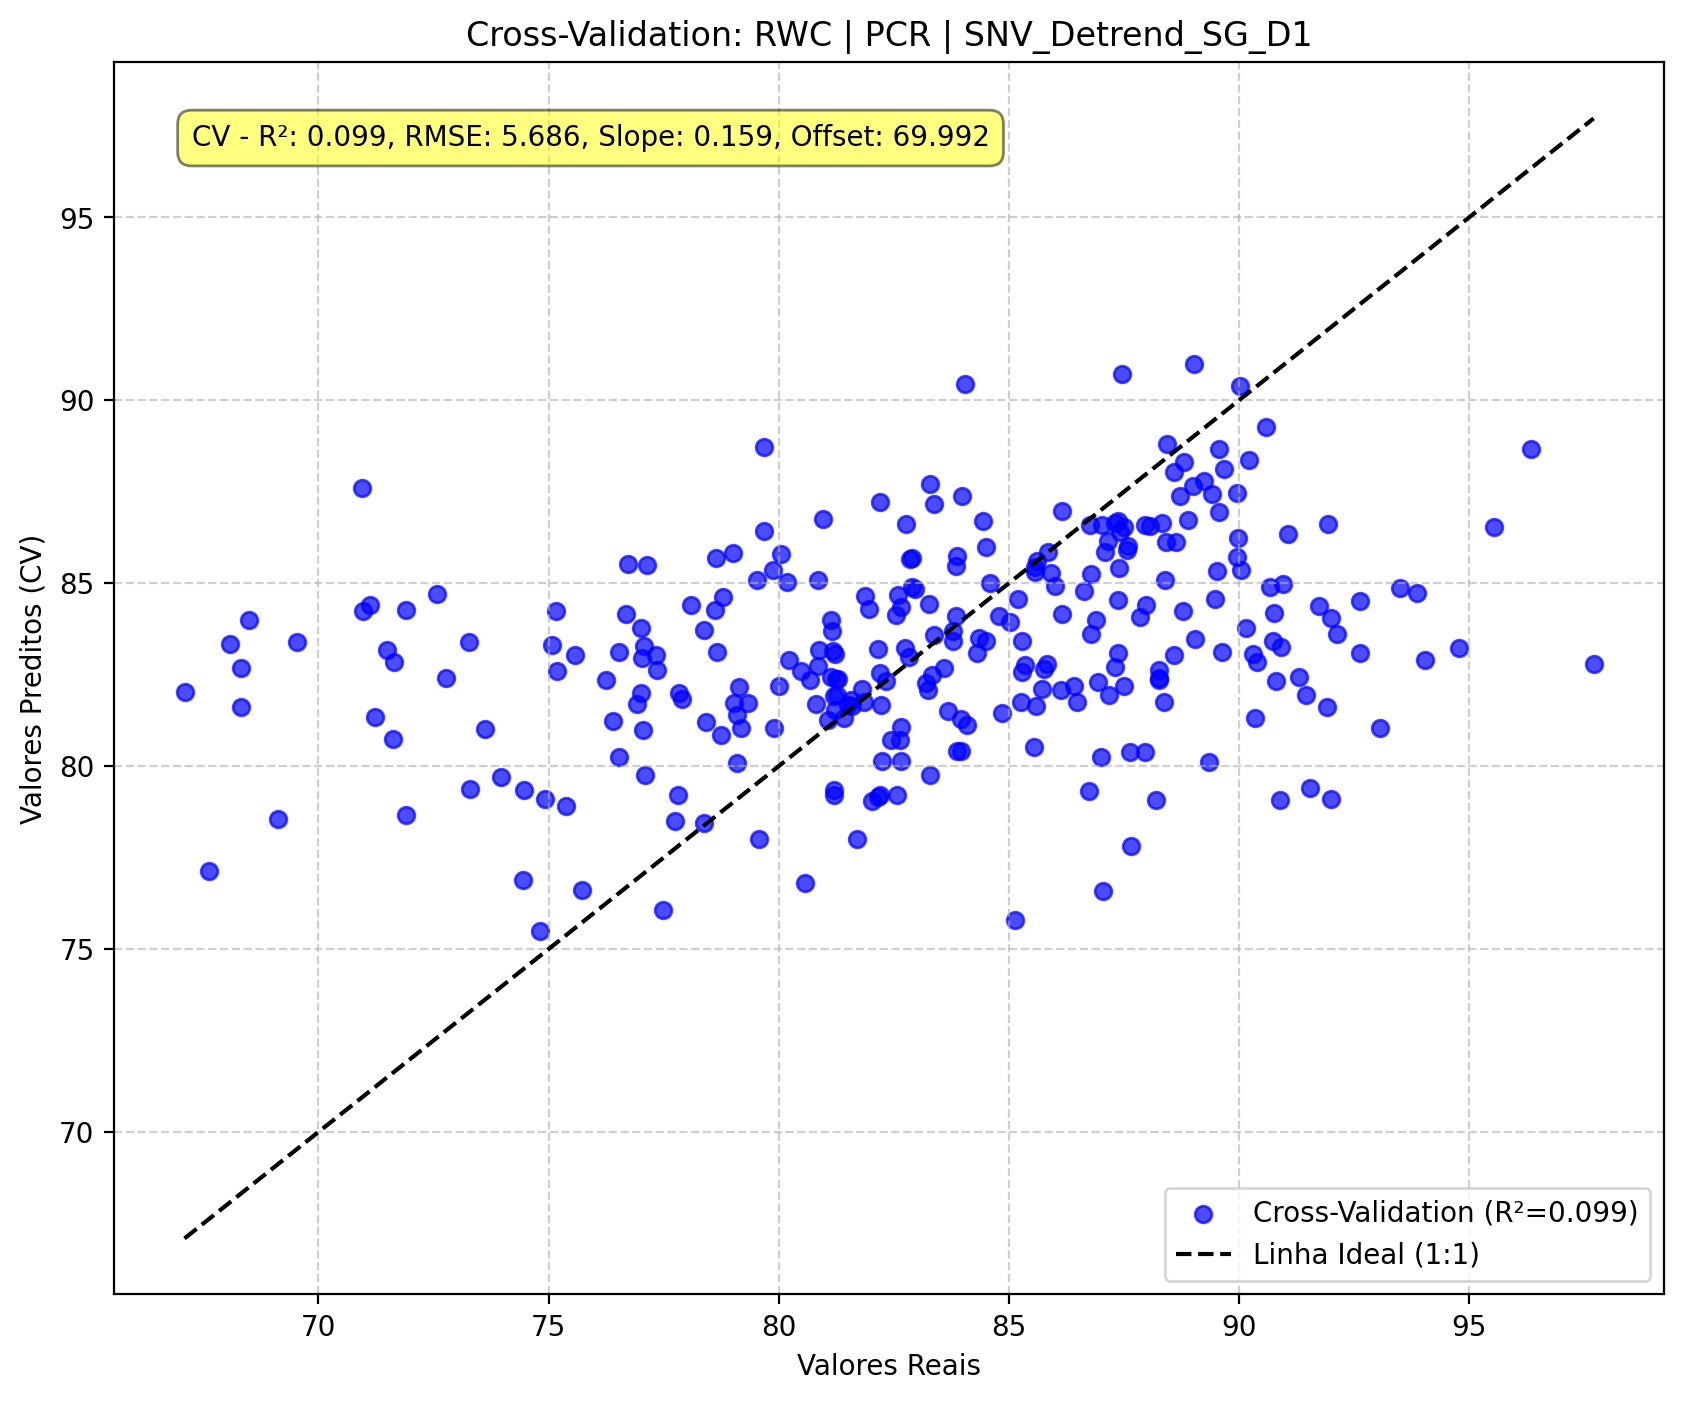 Cross-Validation: RWC | PCR | SNV_Detrend_SG_D1
CV - R²: 0.099, RMSE: 5.686, Slope: 0.159, Offset: 69.992
95
90
85
80
75
70
Valores Preditos (CV)
Cross-Validation (R²=0.099)
Linha Ideal (1:1)
70 75 80 85 90 95
Valores Reais